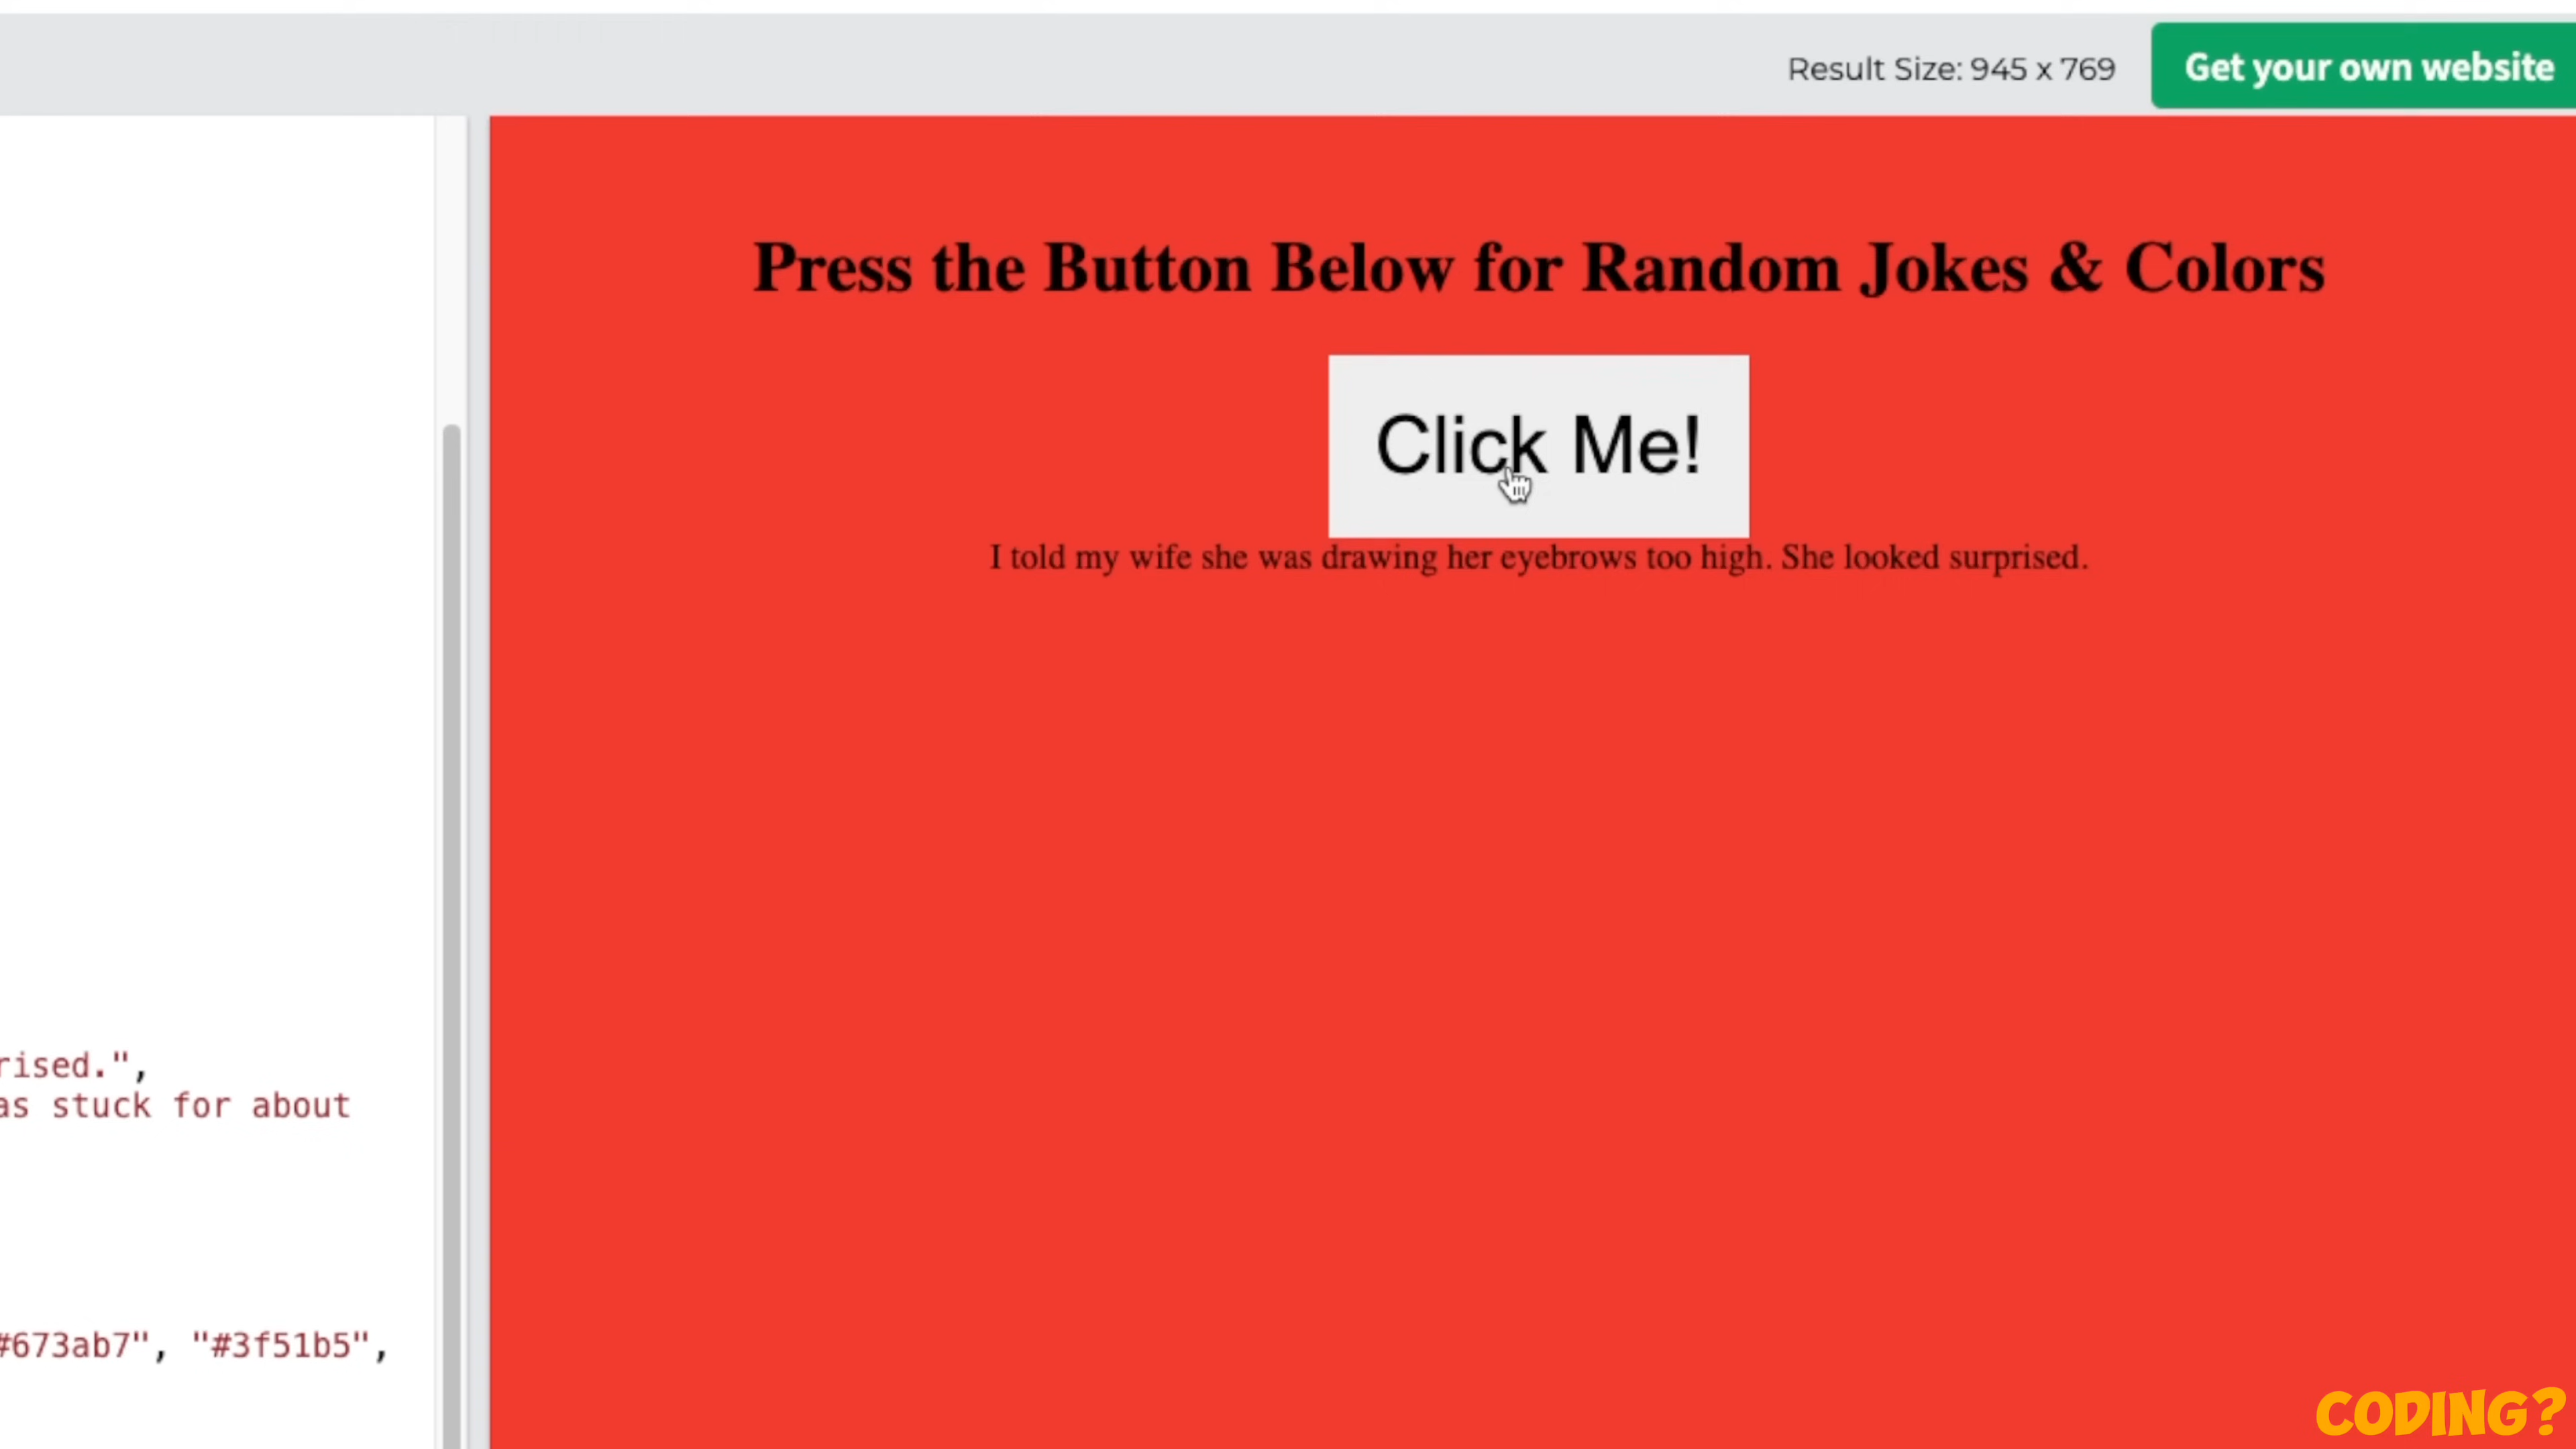 Result Size: 945 x 769
Get your own website
Press the Button Below for Random Jokes & Colors
Click Me!
I told my wife she was drawing her eyebrows too high. She looked surprised.
rised.",
as stuck for about
#673ab7", "#3f51b5",
CODING?